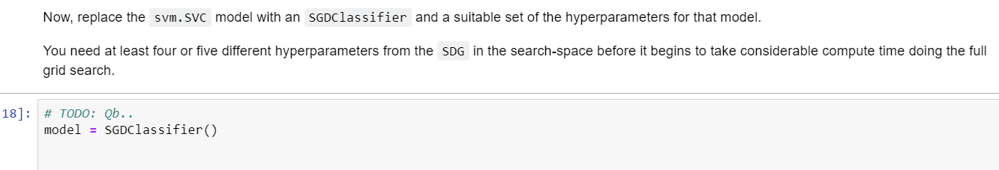 Now, replace the svm.SVC model with an SGDClassifier and a suitable set of the hyperparameters for that model.
You need at least four or five different hyperparameters from the SDG in the search-space before it begins to take considerable compute time doing the full
grid search.
18]: # TODO: Qb..
model = SGDClassifier()